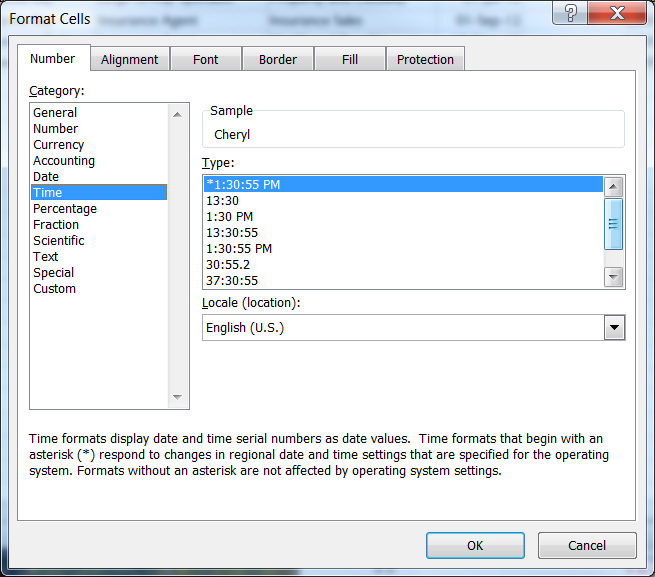 Insurance Agent Insurance Sales 01-Sep-12
Format Cells
Number Alignment Font Border Fill Protection
Category:
General
Number
Currency
Accounting
Date
Time
Percentage
Fraction
Scientific
Text
Special
Custom
Sample
Cheryl
Type:
*1:30:55 PM
13:30
1:30 PM
13:30:55
1:30:55 PM
30:55.2
37:30:55
Locale (location):
English (U.S.)
Time formats display date and time serial numbers as date values.  Time formats that begin with an
asterisk (*) respond to changes in regional date and time settings that are specified for the operating
system. Formats without an asterisk are not affected by operating system settings.
OK Cancel